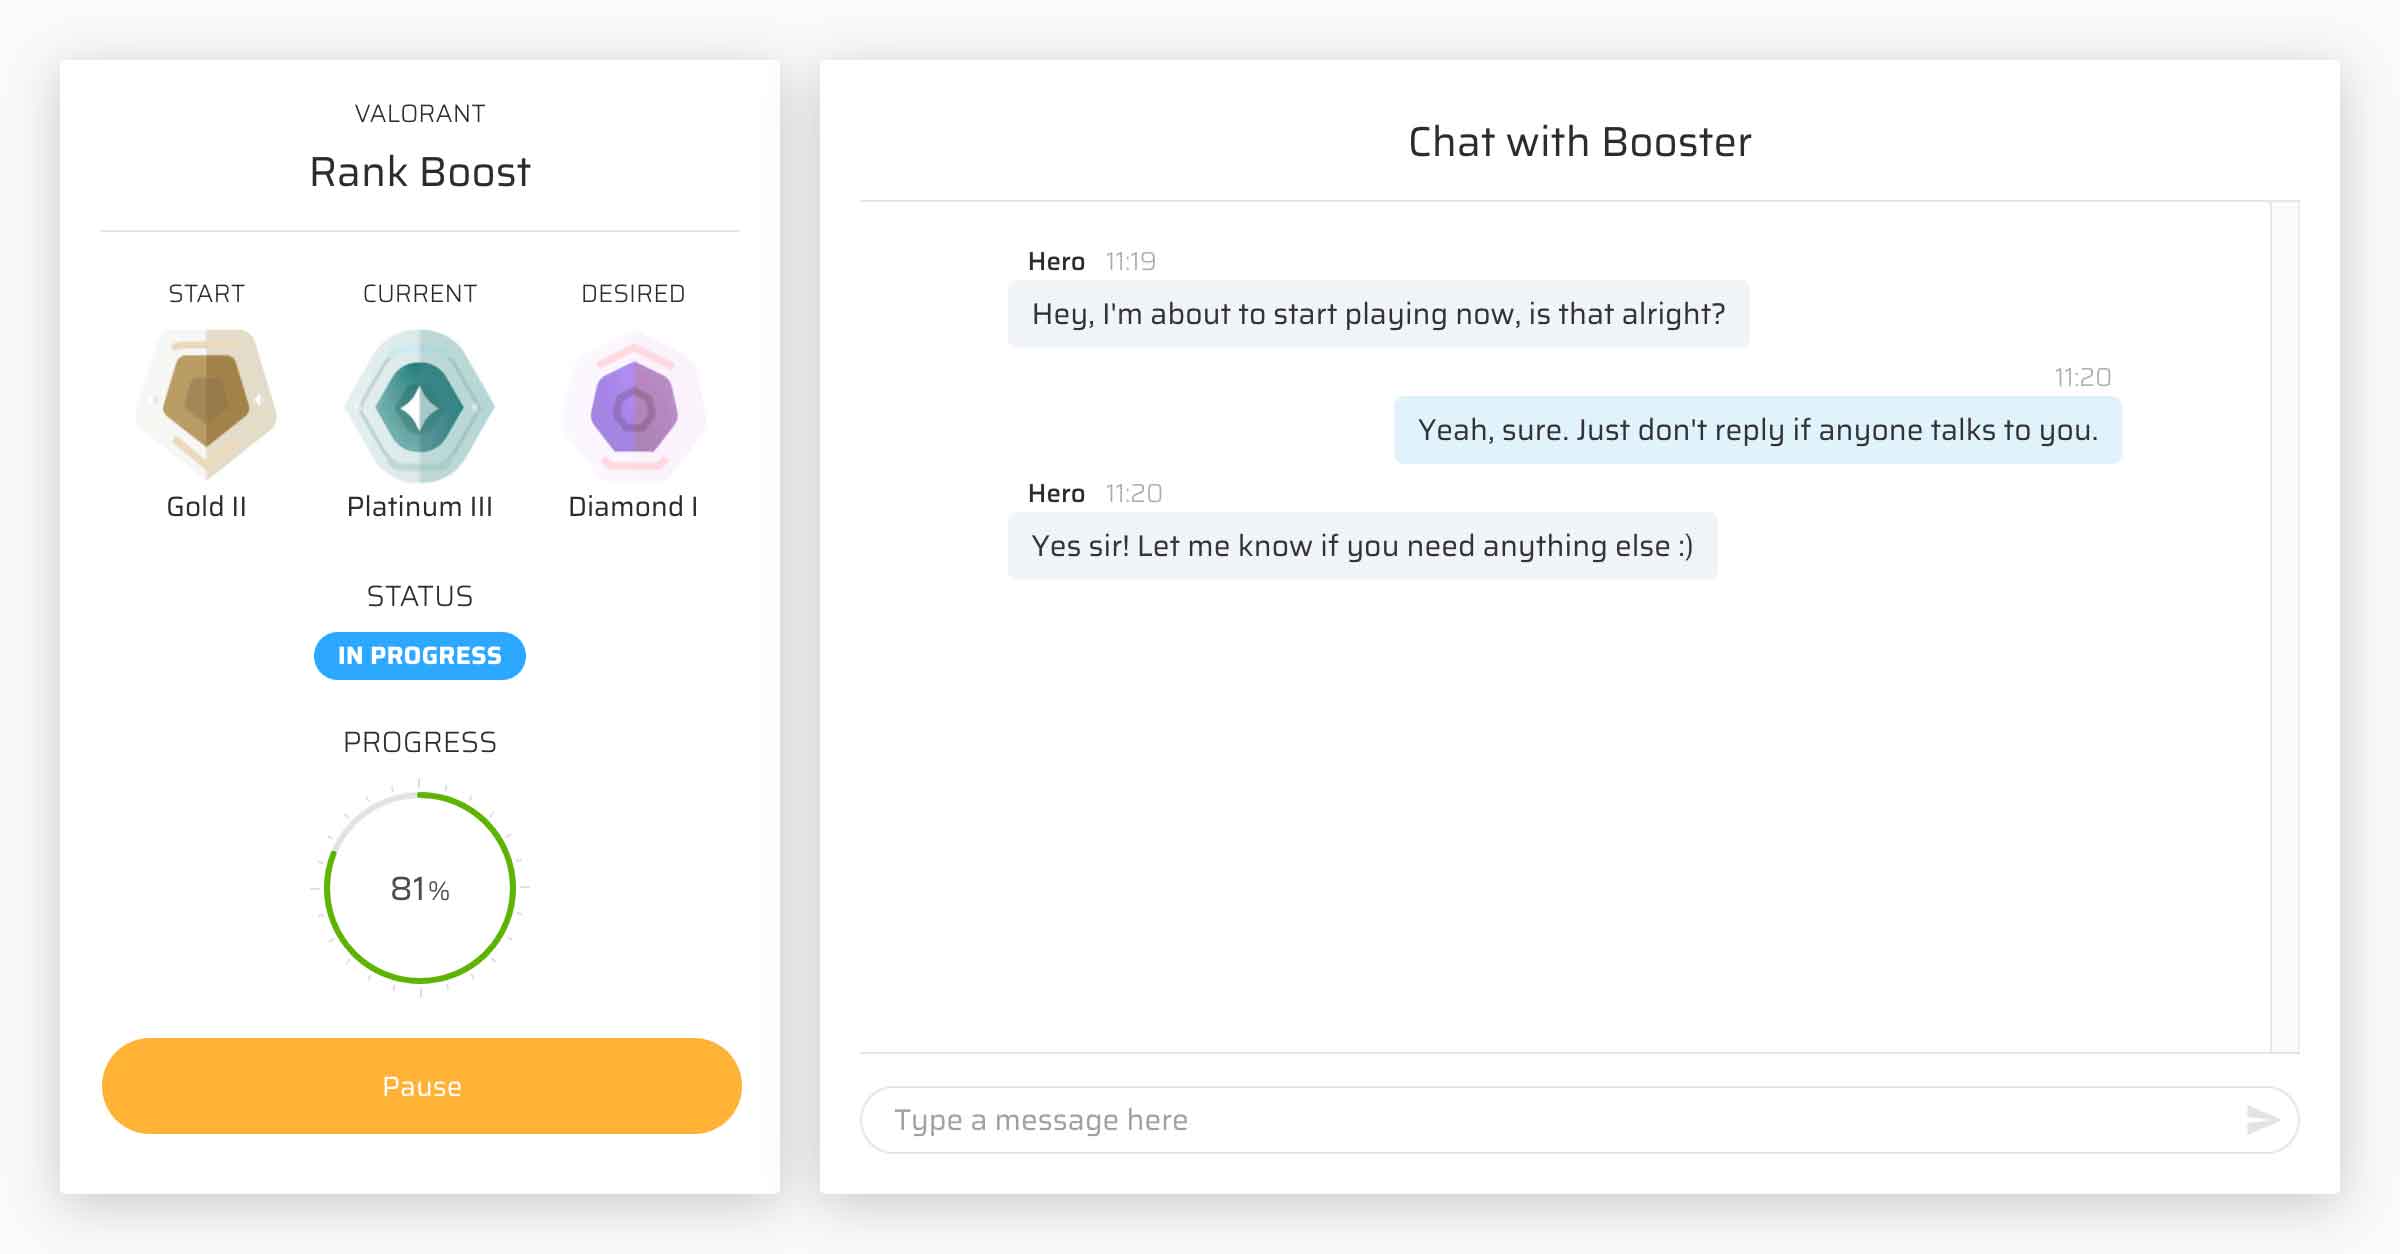 VALORANT
Rank Boost
START
CURRENT
DESIRED
Gold II
Platinum III
Diamond I
STATUS
IN PROGRESS
PROGRESS
81%
Pause
Chat with Booster
Hero 11:19
Hey, I'm about to start playing now, is that alright?
11:20
Yeah, sure. Just don't reply if anyone talks to you.
Hero 11:20
Yes sir! Let me know if you need anything else :)
Type a message here